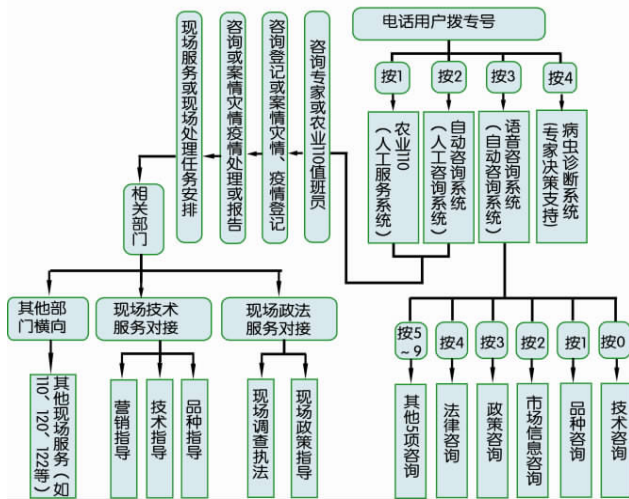 电话用户拨专号
按1
按2
按3
按4
农业110
(人工服务系统)
自动咨询系统
(人工咨询系统)
语音咨询系统
(自动咨询系统)
病虫诊断系统
(专家决策支持)
咨询专家或农业110值班员
咨询登记或案情灾情、疫情登记
咨询或案情灾情疫情处理或报告
现场服务或现场处理任务安排
相关部
门
其他部
门横向
现场技术
服务对接
现场政法
服务对接
其他现场服务(如
110、120、122等)
营销指导
技术指导
品种指导
现场调查执法
现场政策指导
按5
~9
按4
按3
按2
按1
按0
其他5项咨询
法律咨询
政策咨询
市场信息咨询
品种咨询
技术咨询